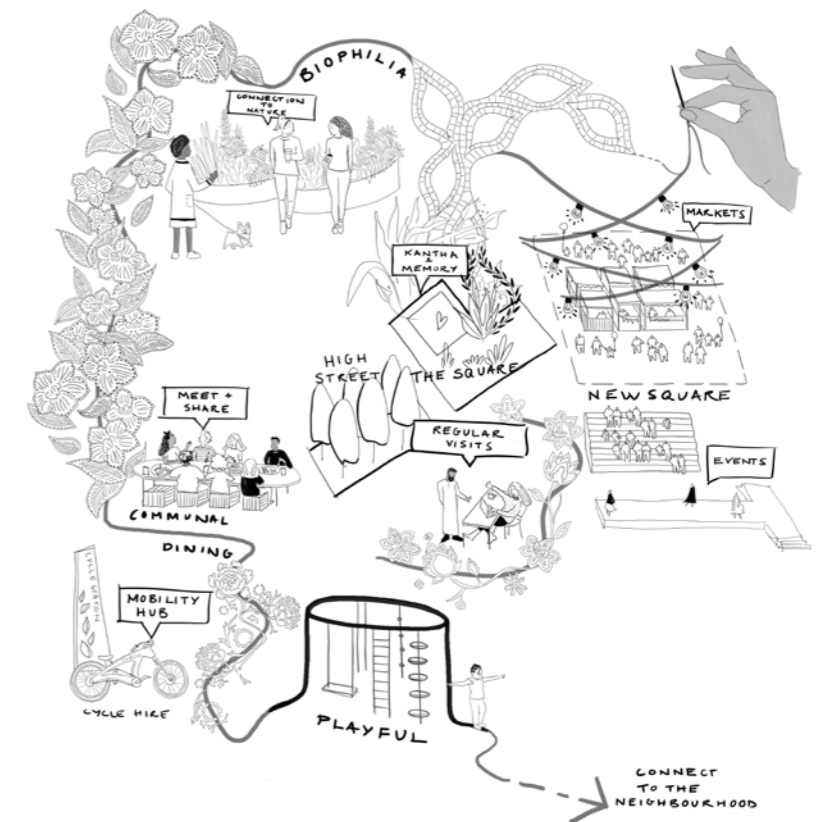 BIOPHILIA
CONNECTION
TO
NATURE
MARKETS
KANTHA
&
MEMORY
HIGH
STREET
THE SQUARE
NEW SQUARE
MEET +
SHARE
REGULAR
VISITS
EVENTS
COMMUNAL
DINING
MOBILITY
HUB
CYCLE HIRE
PLAYFUL
CONNECT
TO THE
NEIGHBOURHOOD